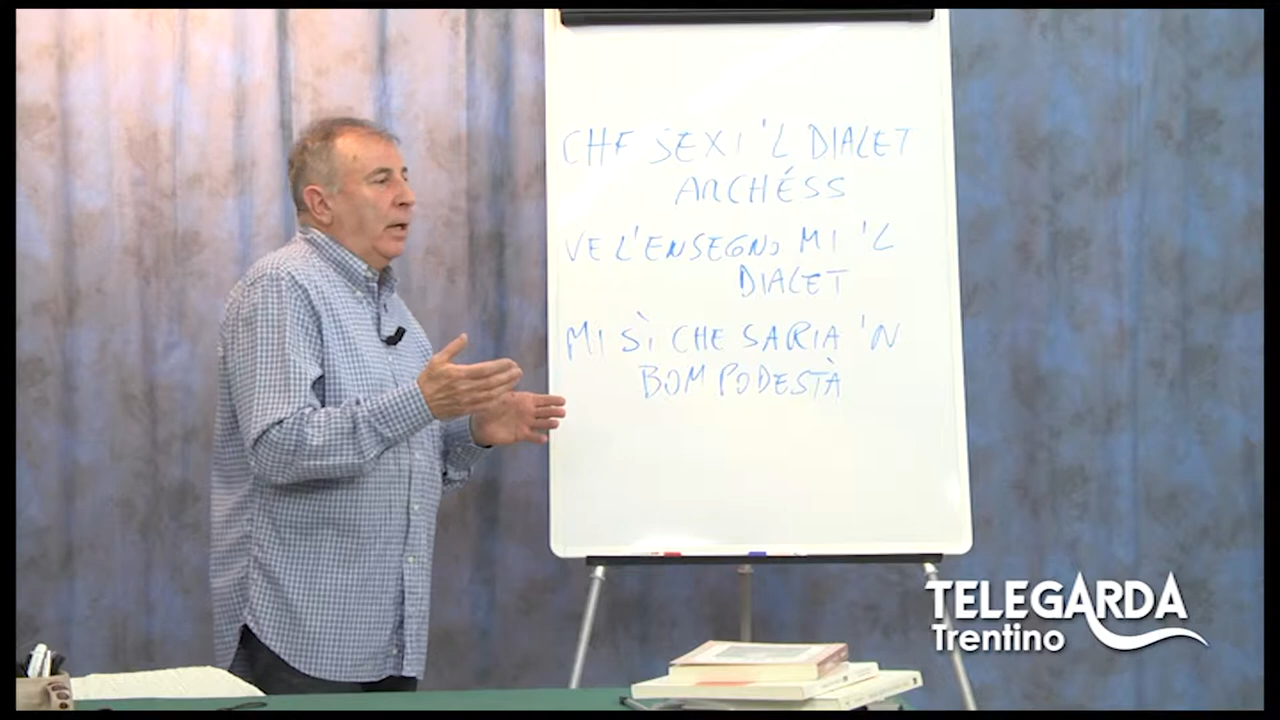 CHE SEXI 'L DIALET
ARCHÉSS
VE L'ENSEGNO MI 'L
DIALET
MI SÌ CHE SARIA 'N
BOM PODESTÀ
TELEGARDA
Trentino